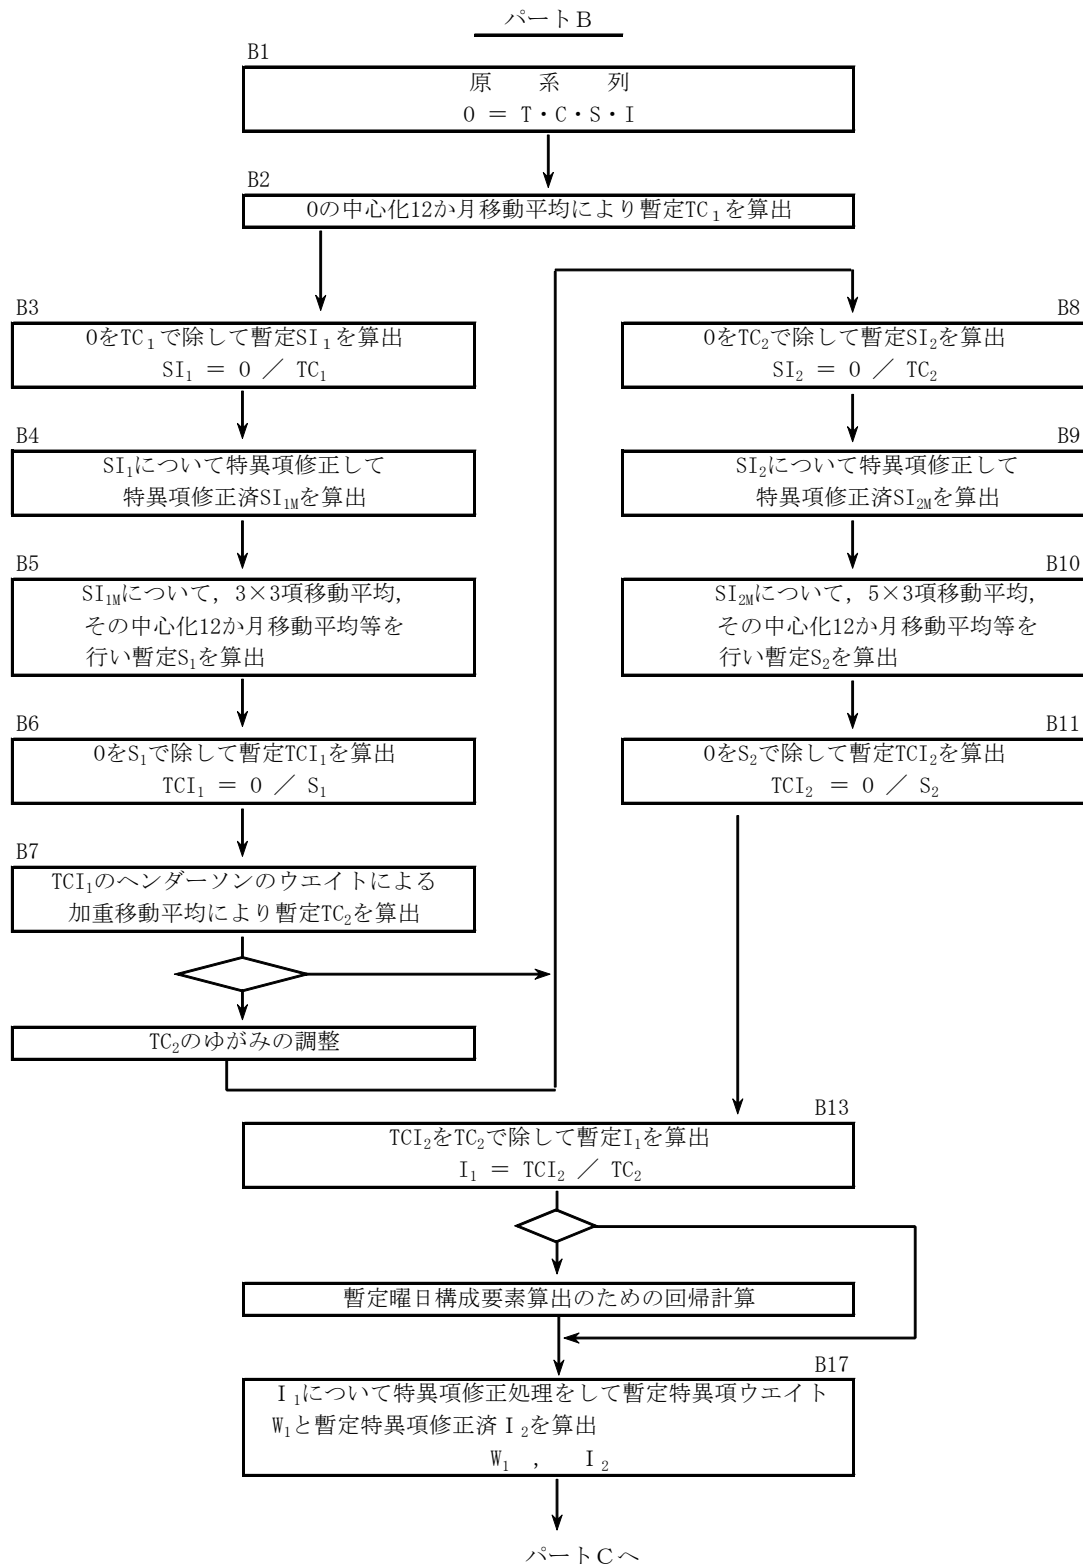 パートB
B1
原 系 列
O = T・C・S・I
B2
Oの中心化12か月移動平均により暫定TC₁を算出
B3
OをTC₁で除して暫定SI₁を算出
SI₁ = O / TC₁
B4
SI₁について特異項修正して
特異項修正済SI₁ₘを算出
B5
SI₁ₘについて，3×3項移動平均，
その中心化12か月移動平均等を
行い暫定S₁を算出
B6
OをS₁で除して暫定TCI₁を算出
TCI₁ = O / S₁
B7
TCI₁のヘンダーソンのウエイトによる
加重移動平均により暫定TC₂を算出
TC₂のゆがみの調整
B8
OをTC₂で除して暫定SI₂を算出
SI₂ = O / TC₂
B9
SI₂について特異項修正して
特異項修正済SI₂ₘを算出
B10
SI₂ₘについて，5×3項移動平均，
その中心化12か月移動平均等を
行い暫定S₂を算出
B11
OをS₂で除して暫定TCI₂を算出
TCI₂ = O / S₂
B13
TCI₂をTC₂で除して暫定I₁を算出
I₁ = TCI₂ / TC₂
暫定曜日構成要素算出のための回帰計算
B17
I₁について特異項修正処理をして暫定特異項ウエイト
W₁と暫定特異項修正済I₂を算出
W₁ , I₂
パートCへ